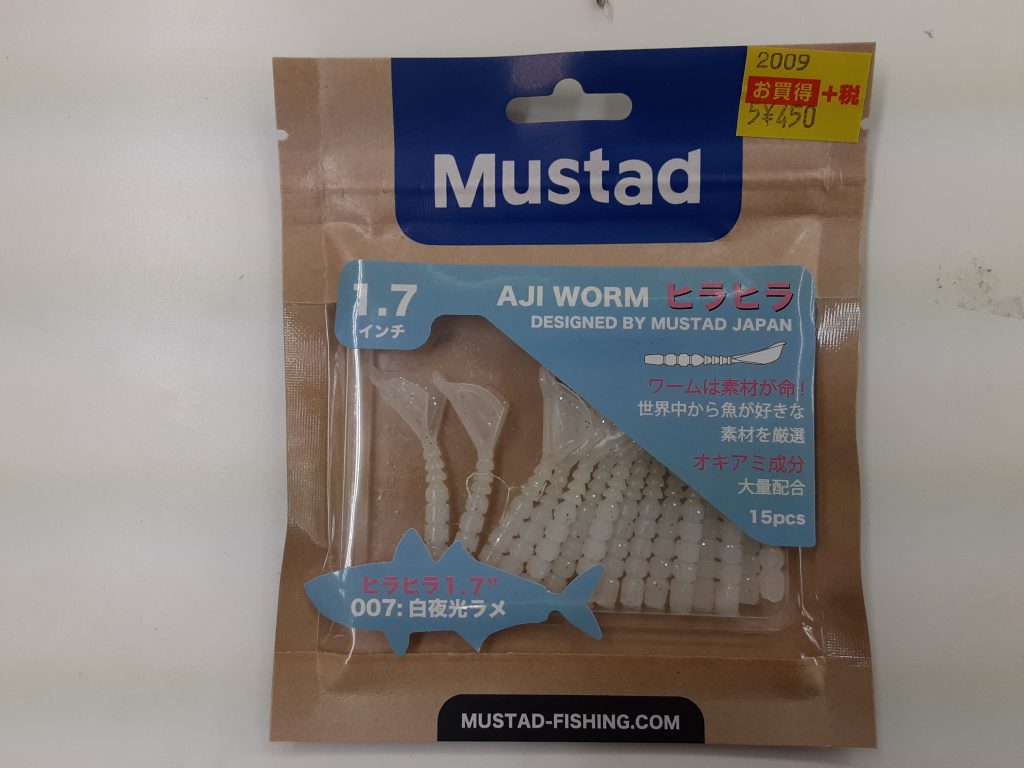 2009
お買得+税
5¥450
Mustad
1.7
インチ
AJI WORM ヒラヒラ
DESIGNED BY MUSTAD JAPAN
ワームは素材が命!
世界中から魚が好きな
素材を厳選
オキアミ成分
大量配合
15pcs
ヒラヒラ1.7"
007: 白夜光ラメ
MUSTAD-FISHING.COM